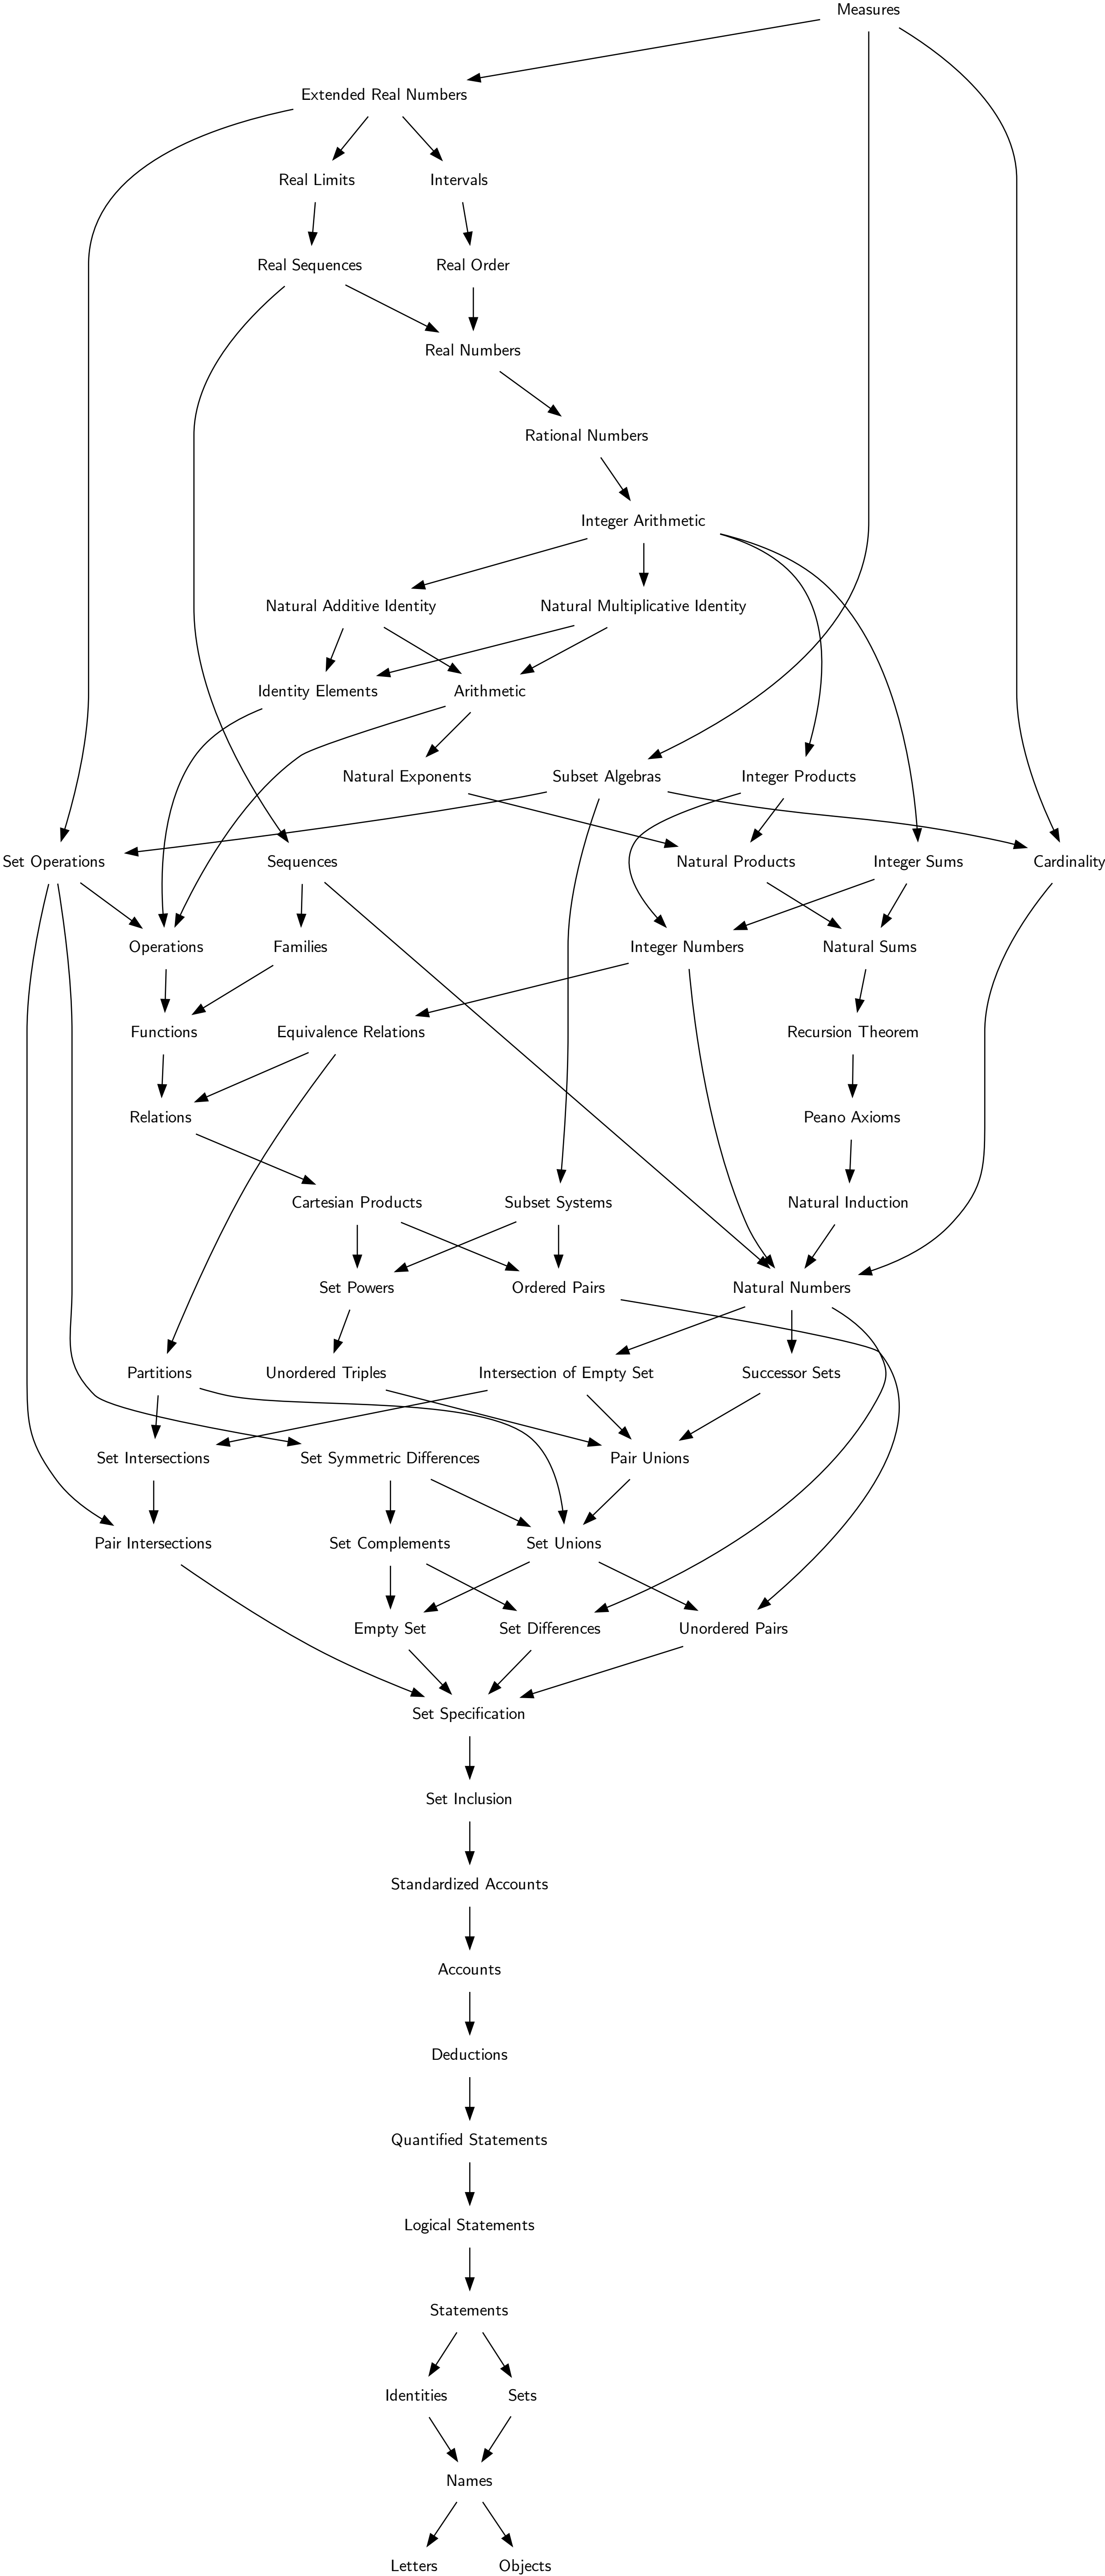 Measures
Extended Real Numbers
Real Limits
Intervals
Real Sequences
Real Order
Real Numbers
Rational Numbers
Integer Arithmetic
Natural Additive Identity
Natural Multiplicative Identity
Identity Elements
Arithmetic
Natural Exponents
Subset Algebras
Integer Products
Set Operations
Sequences
Natural Products
Integer Sums
Cardinality
Operations
Families
Integer Numbers
Natural Sums
Functions
Equivalence Relations
Recursion Theorem
Relations
Peano Axioms
Cartesian Products
Subset Systems
Natural Induction
Set Powers
Ordered Pairs
Natural Numbers
Partitions
Unordered Triples
Intersection of Empty Set
Successor Sets
Set Intersections
Set Symmetric Differences
Pair Unions
Pair Intersections
Set Complements
Set Unions
Empty Set
Set Differences
Unordered Pairs
Set Specification
Set Inclusion
Standardized Accounts
Accounts
Deductions
Quantified Statements
Logical Statements
Statements
Identities
Sets
Names
Letters
Objects